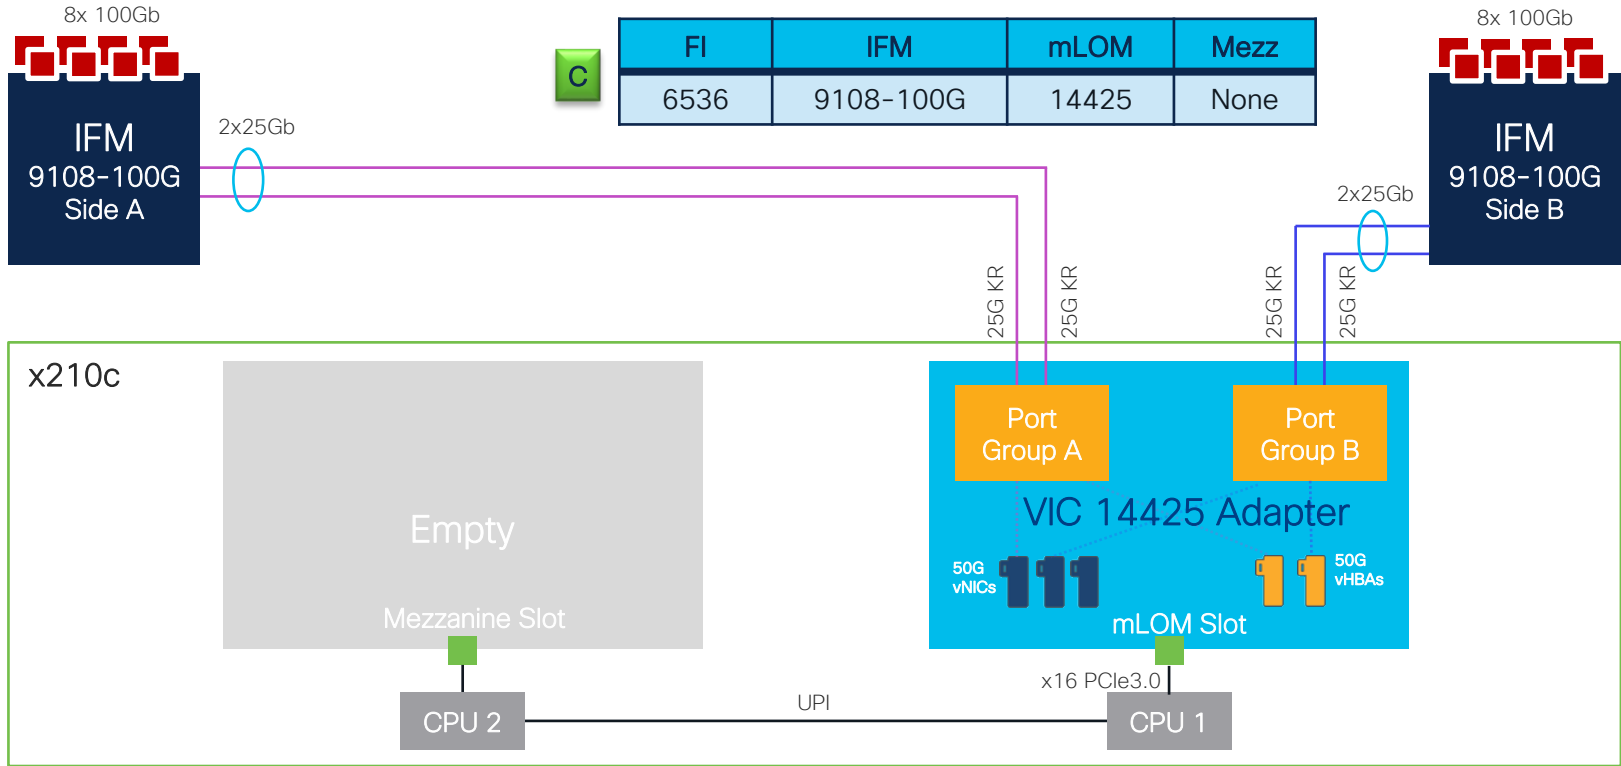 8x 100Gb
8x 100Gb
C
FI IFM mLOM Mezz
6536 9108-100G 14425 None
IFM
9108-100G
Side A
2x25Gb
IFM
9108-100G
Side B
2x25Gb
25G KR
25G KR
25G KR
25G KR
x210c
Port
Group A
Port
Group B
VIC 14425 Adapter
Empty
50G
vNICs
50G
vHBAs
Mezzanine Slot
mLOM Slot
x16 PCIe3.0
UPI
CPU 2
CPU 1